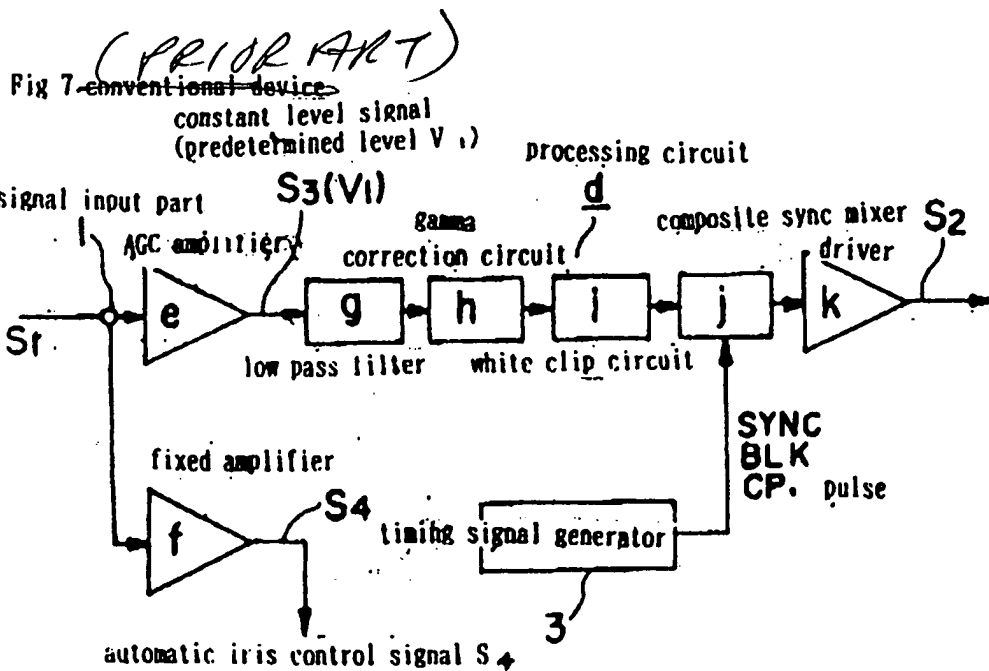 (PRIOR ART)
Fig 7 conventional device
constant level signal
(predetermined level V 1)
processing circuit
d
signal input part
1
S3(V1)
AGC amplifier
gamma
correction circuit
composite sync mixer
S2
driver
S1
e
g
h
i
j
k
low pass filter
white clip circuit
SYNC
BLK
CP. pulse
fixed amplifier
S4
f
timing signal generator
3
automatic iris control signal S4